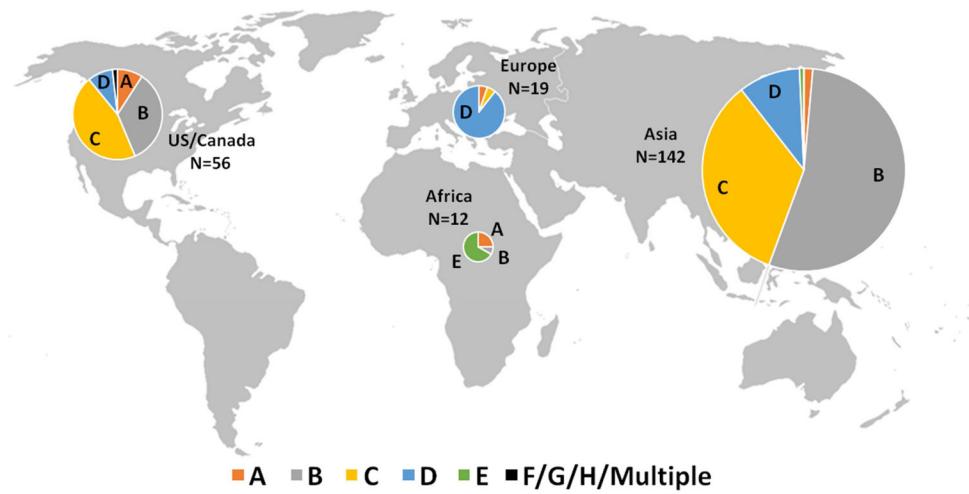 D
A
B
C
US/Canada
N=56
Europe
N=19
D
Africa
N=12
A
B
E
Asia
N=142
D
C
B
A B C D E F/G/H/Multiple